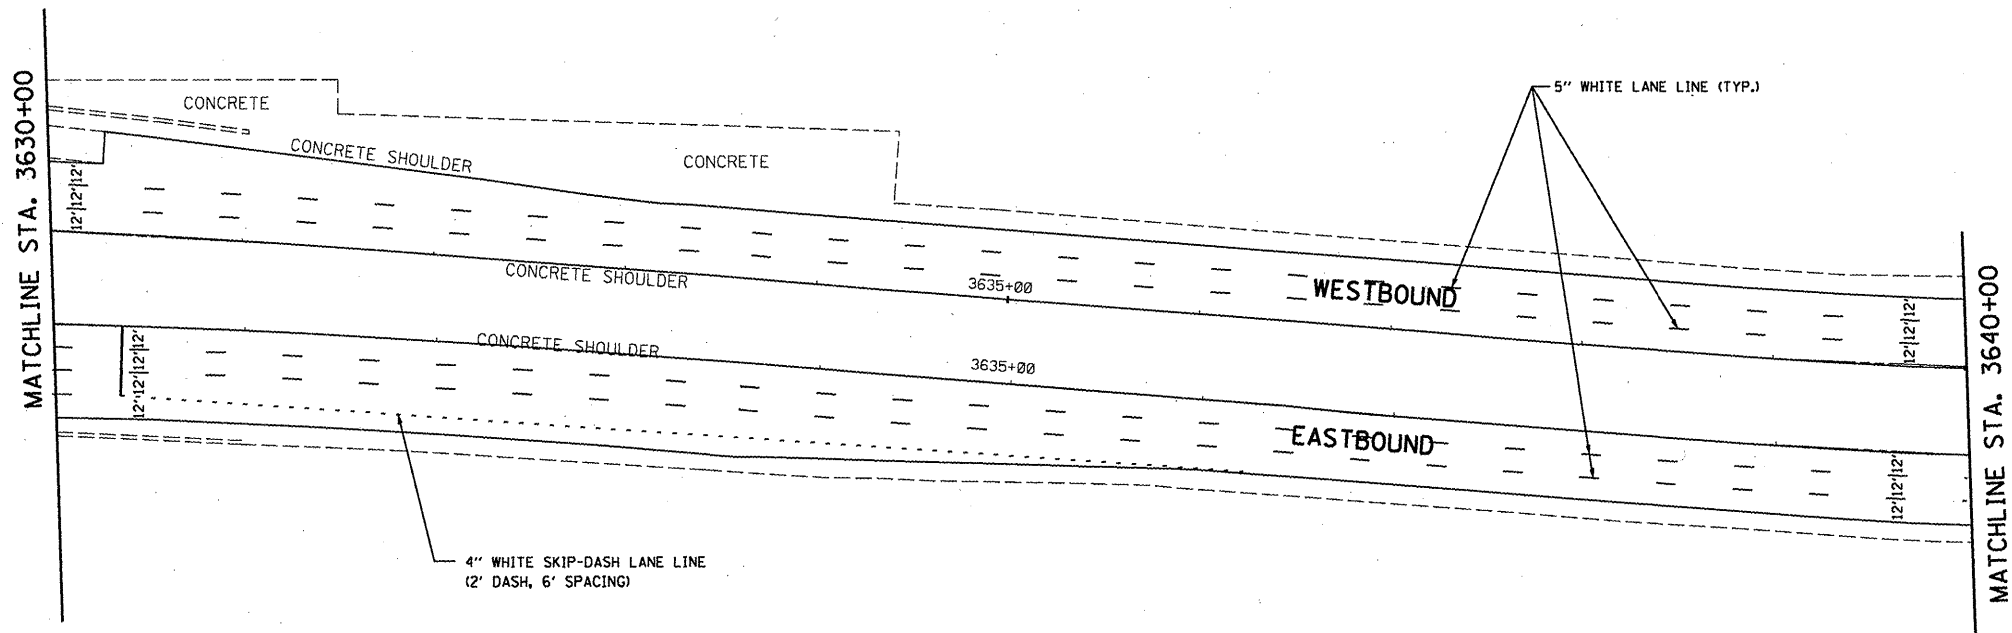 MATCHLINE STA. 3630+00
CONCRETE
CONCRETE SHOULDER
CONCRETE
5" WHITE LANE LINE (TYP.)
12'|12'|12'
CONCRETE SHOULDER
3635+00
WESTBOUND
12'|12'|12'
CONCRETE SHOULDER
12'|12'|12'|12'
3635+00
EASTBOUND
12'|12'|12'
4" WHITE SKIP-DASH LANE LINE
(2' DASH, 6' SPACING)
MATCHLINE STA. 3640+00